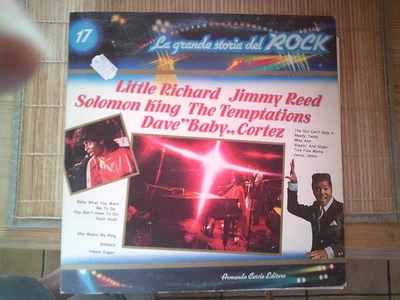 17
La grande storia del ROCK
Little Richard Jimmy Reed
Solomon King The Temptations
Dave "Baby,, Cortez
The Girl Can't Help It
Ready, Teddy
Miss Ann
Slippin' And Slidin'
True Fine Mama
Jenny, Jenny
Baby What You Want
Me To Do
You Don't Have To Go
Hush Hush
She Wears My Ring
Barbara
Happy Organ
Armando Curcio Editore